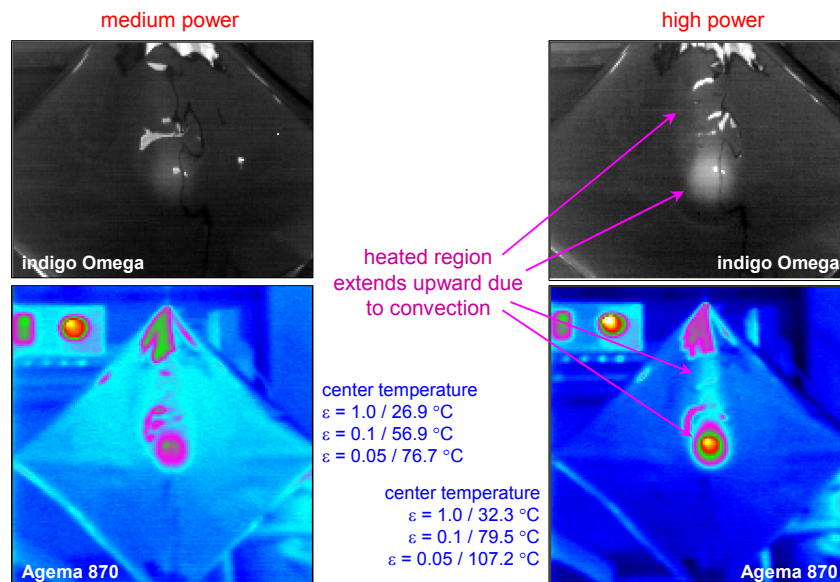 medium power
high power
indigo Omega
indigo Omega
heated region
extends upward due
to convection
center temperature
ε = 1.0 / 26.9 °C
ε = 0.1 / 56.9 °C
ε = 0.05 / 76.7 °C
center temperature
ε = 1.0 / 32.3 °C
ε = 0.1 / 79.5 °C
ε = 0.05 / 107.2 °C
Agema 870
Agema 870